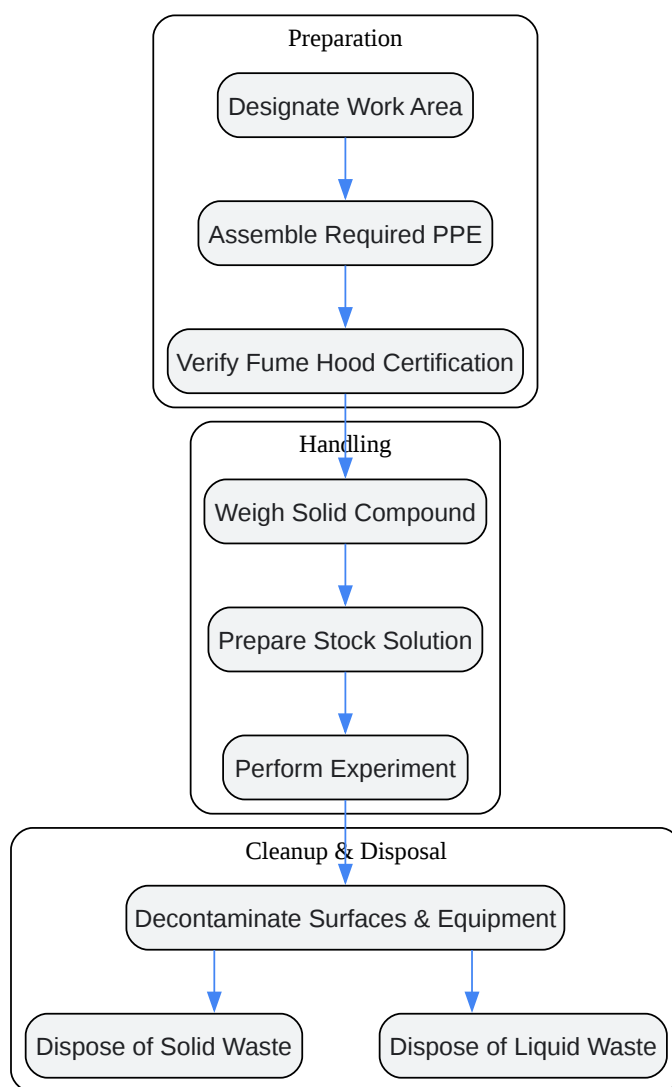 Preparation
Designate Work Area
Assemble Required PPE
Verify Fume Hood Certification
Handling
Weigh Solid Compound
Prepare Stock Solution
Perform Experiment
Cleanup & Disposal
Decontaminate Surfaces & Equipment
Dispose of Solid Waste
Dispose of Liquid Waste